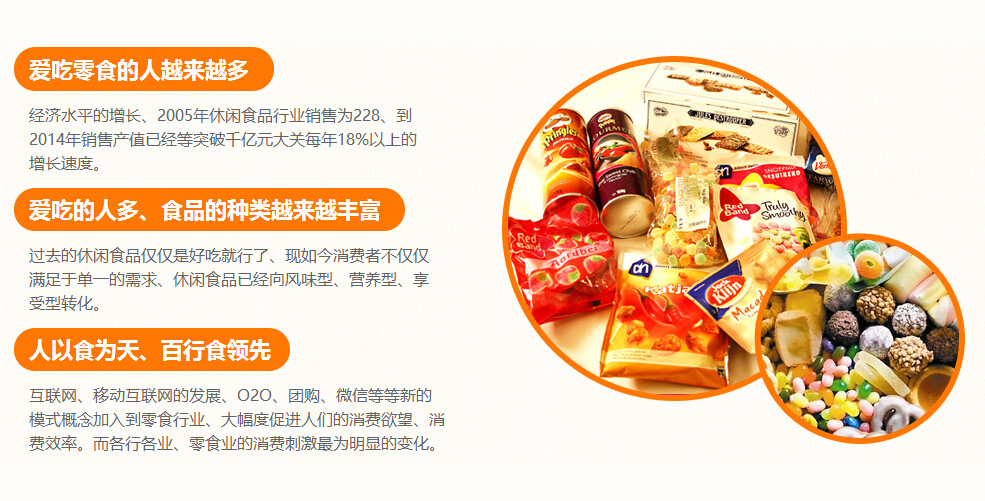 爱吃零食的人越来越多
经济水平的增长、2005年休闲食品行业销售为228、到
2014年销售产值已经等突破千亿元大关每年18%以上的
增长速度。
爱吃的人多、食品的种类越来越丰富
过去的休闲食品仅仅是好吃就行了、现如今消费者不仅仅
满足于单一的需求、休闲食品已经向风味型、营养型、享
受型转化。
人以食为天、百行食领先
互联网、移动互联网的发展、O2O、团购、微信等等新的
模式概念加入到零食行业、大幅度促进人们的消费欲望、消
费效率。而各行各业、零食业的消费刺激最为明显的变化。
JULES DESTROOPER
Pringles
GOURMET
Red Band
Truly
Smoothy
Red
Band
Katja
Klijn